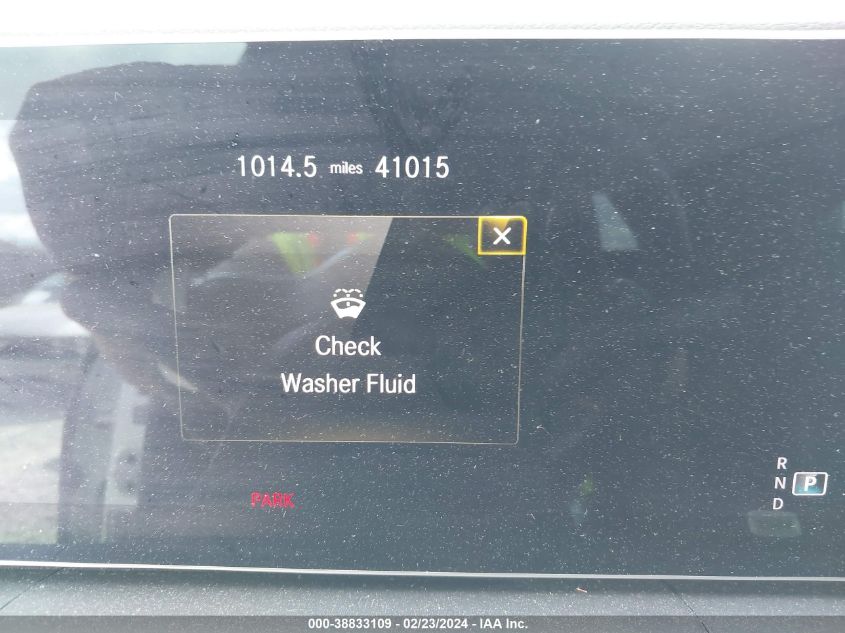 1014.5 miles 41015
Check
Washer Fluid
PARK
R
N P
D
000-38833109 - 02/23/2024 - IAA Inc.